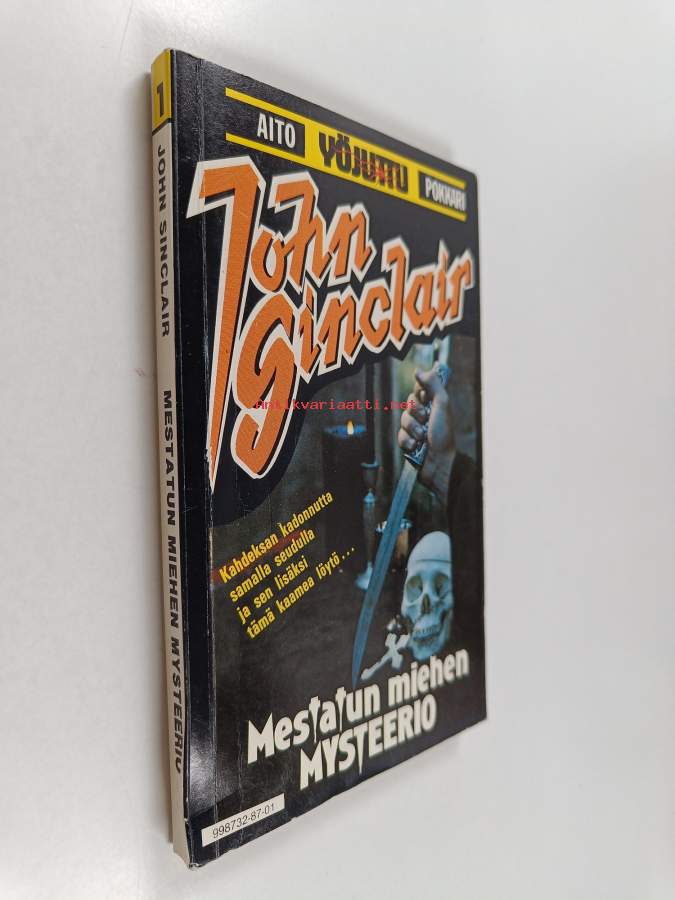 1 JOHN SINCLAIR MESTATUN MIEHEN MYSTEERIO
AITO YÖJUTTU POKKARI
John
Sinclair
Antikvariaatti.net
Kahdeksan kadonnutta
samalla seudulla
ja sen lisäksi
tämä kaamea löytö...
Mestatun miehen
MYSTEERIO
998732-87-01